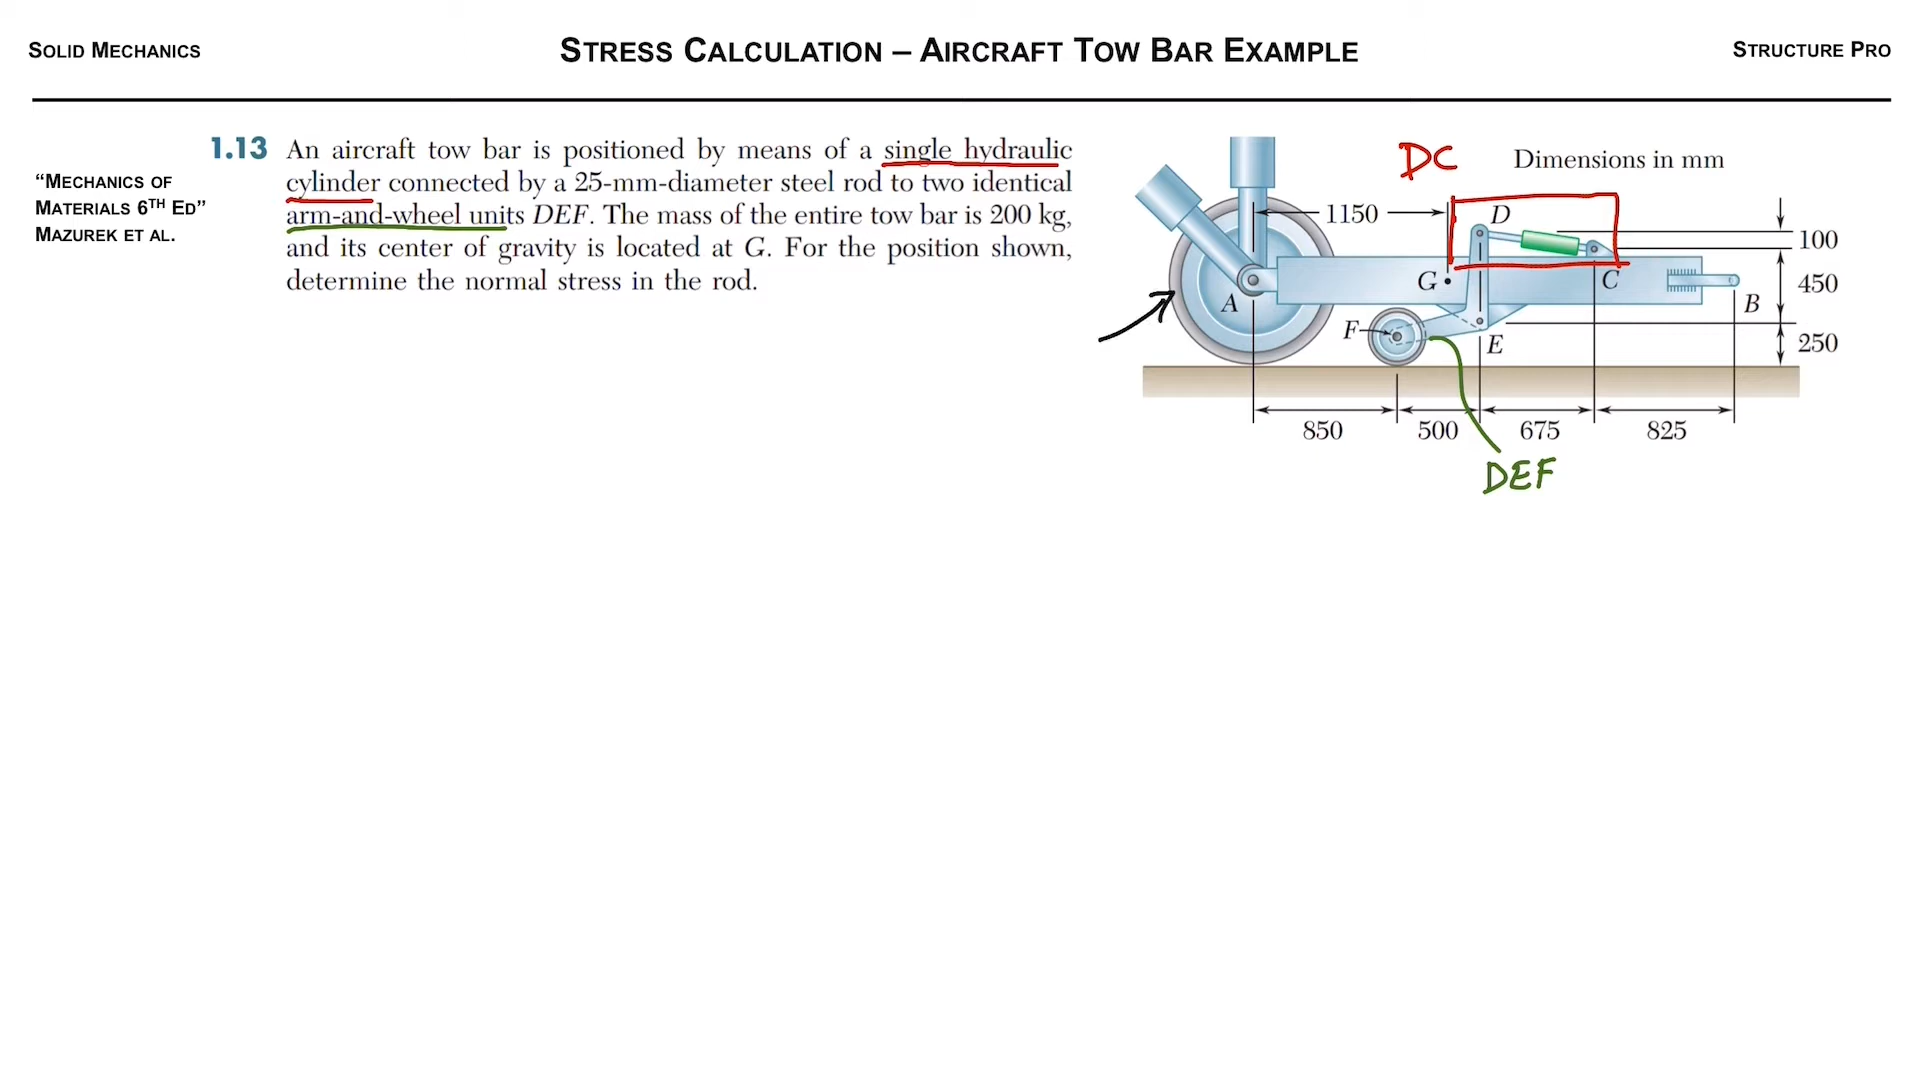 SOLID MECHANICS
STRESS CALCULATION – AIRCRAFT TOW BAR EXAMPLE
STRUCTURE PRO
"MECHANICS OF
MATERIALS 6TH ED"
MAZUREK ET AL.
1.13 An aircraft tow bar is positioned by means of a single hydraulic
cylinder connected by a 25-mm-diameter steel rod to two identical
arm-and-wheel units DEF. The mass of the entire tow bar is 200 kg,
and its center of gravity is located at G. For the position shown,
determine the normal stress in the rod.
DC
Dimensions in mm
1150
D
100
G
C
450
A
B
F
E
250
850
500
675
825
DEF